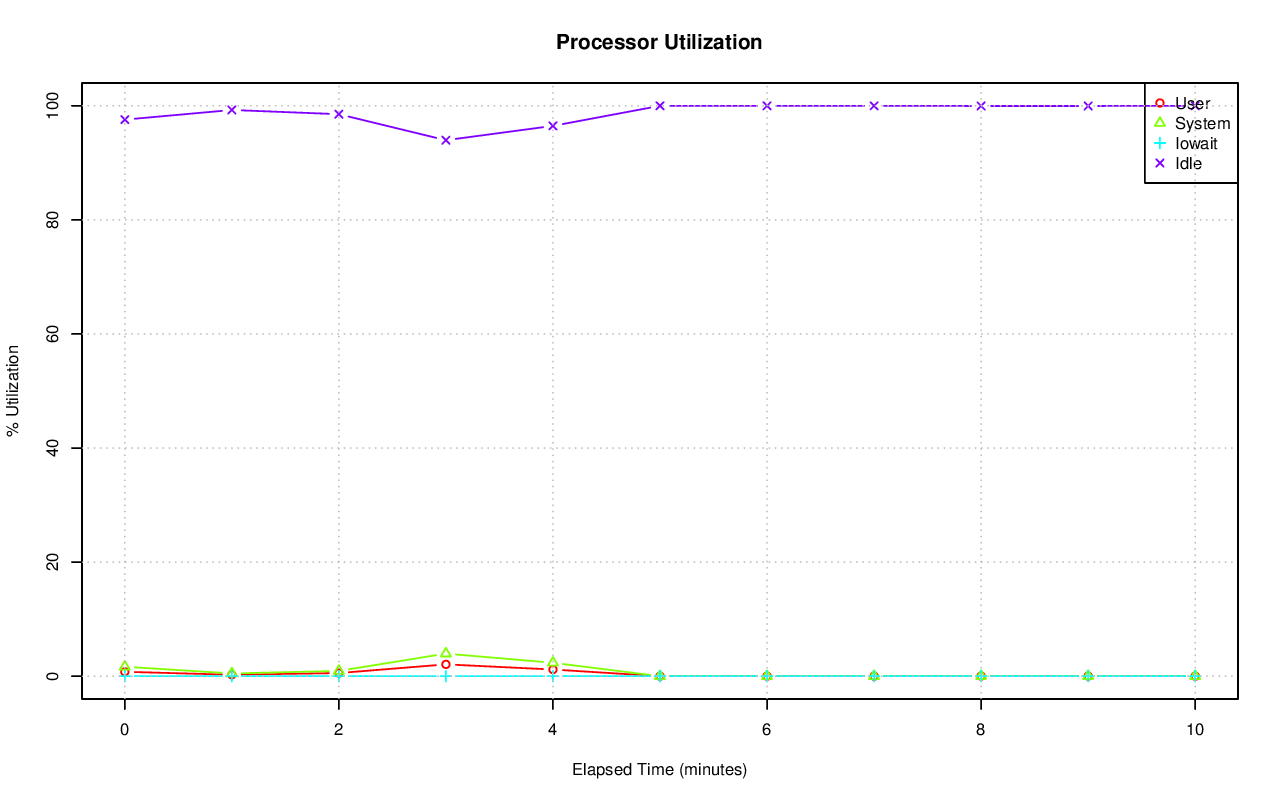 Processor Utilization
% Utilization
100
80
60
40
20
0
User
System
Iowait
Idle
0 2 4 6 8 10
Elapsed Time (minutes)